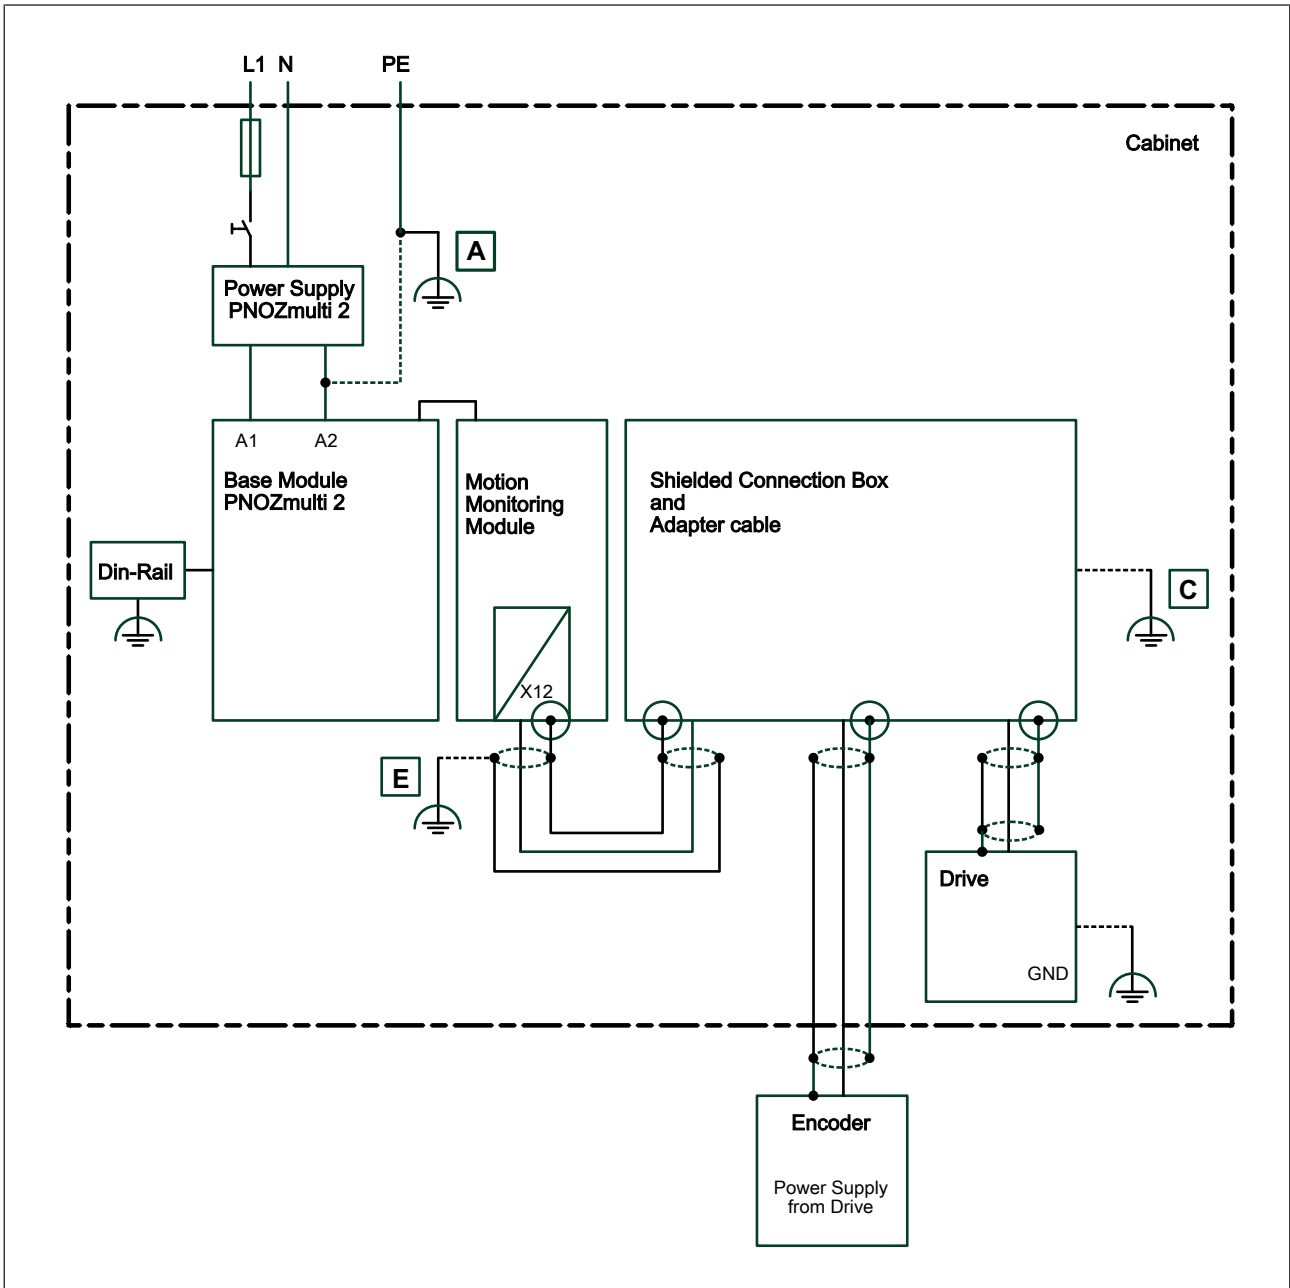 L1 N PE
Cabinet
A
Power Supply
PNOZmulti 2
A1 A2
Base Module
PNOZmulti 2
Motion
Monitoring
Module
Shielded Connection Box
and
Adapter cable
Din-Rail
C
X12
E
Drive
GND
Encoder
Power Supply
from Drive